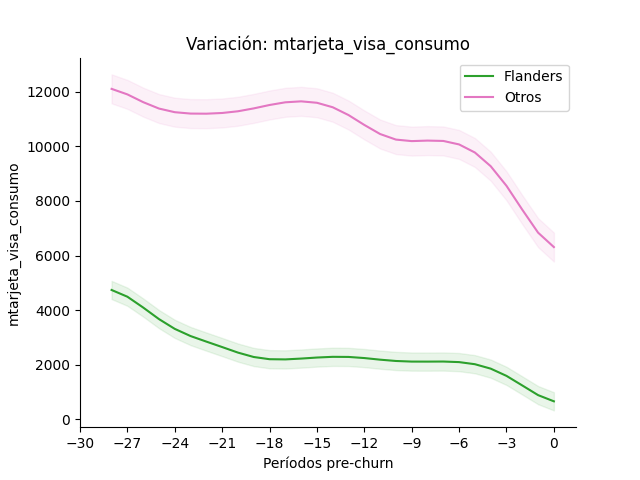 Variación: mtarjeta_visa_consumo
Flanders
Otros
mtarjeta_visa_consumo
12000
10000
8000
6000
4000
2000
0
−30 −27 −24 −21 −18 −15 −12 −9 −6 −3 0
Períodos pre-churn